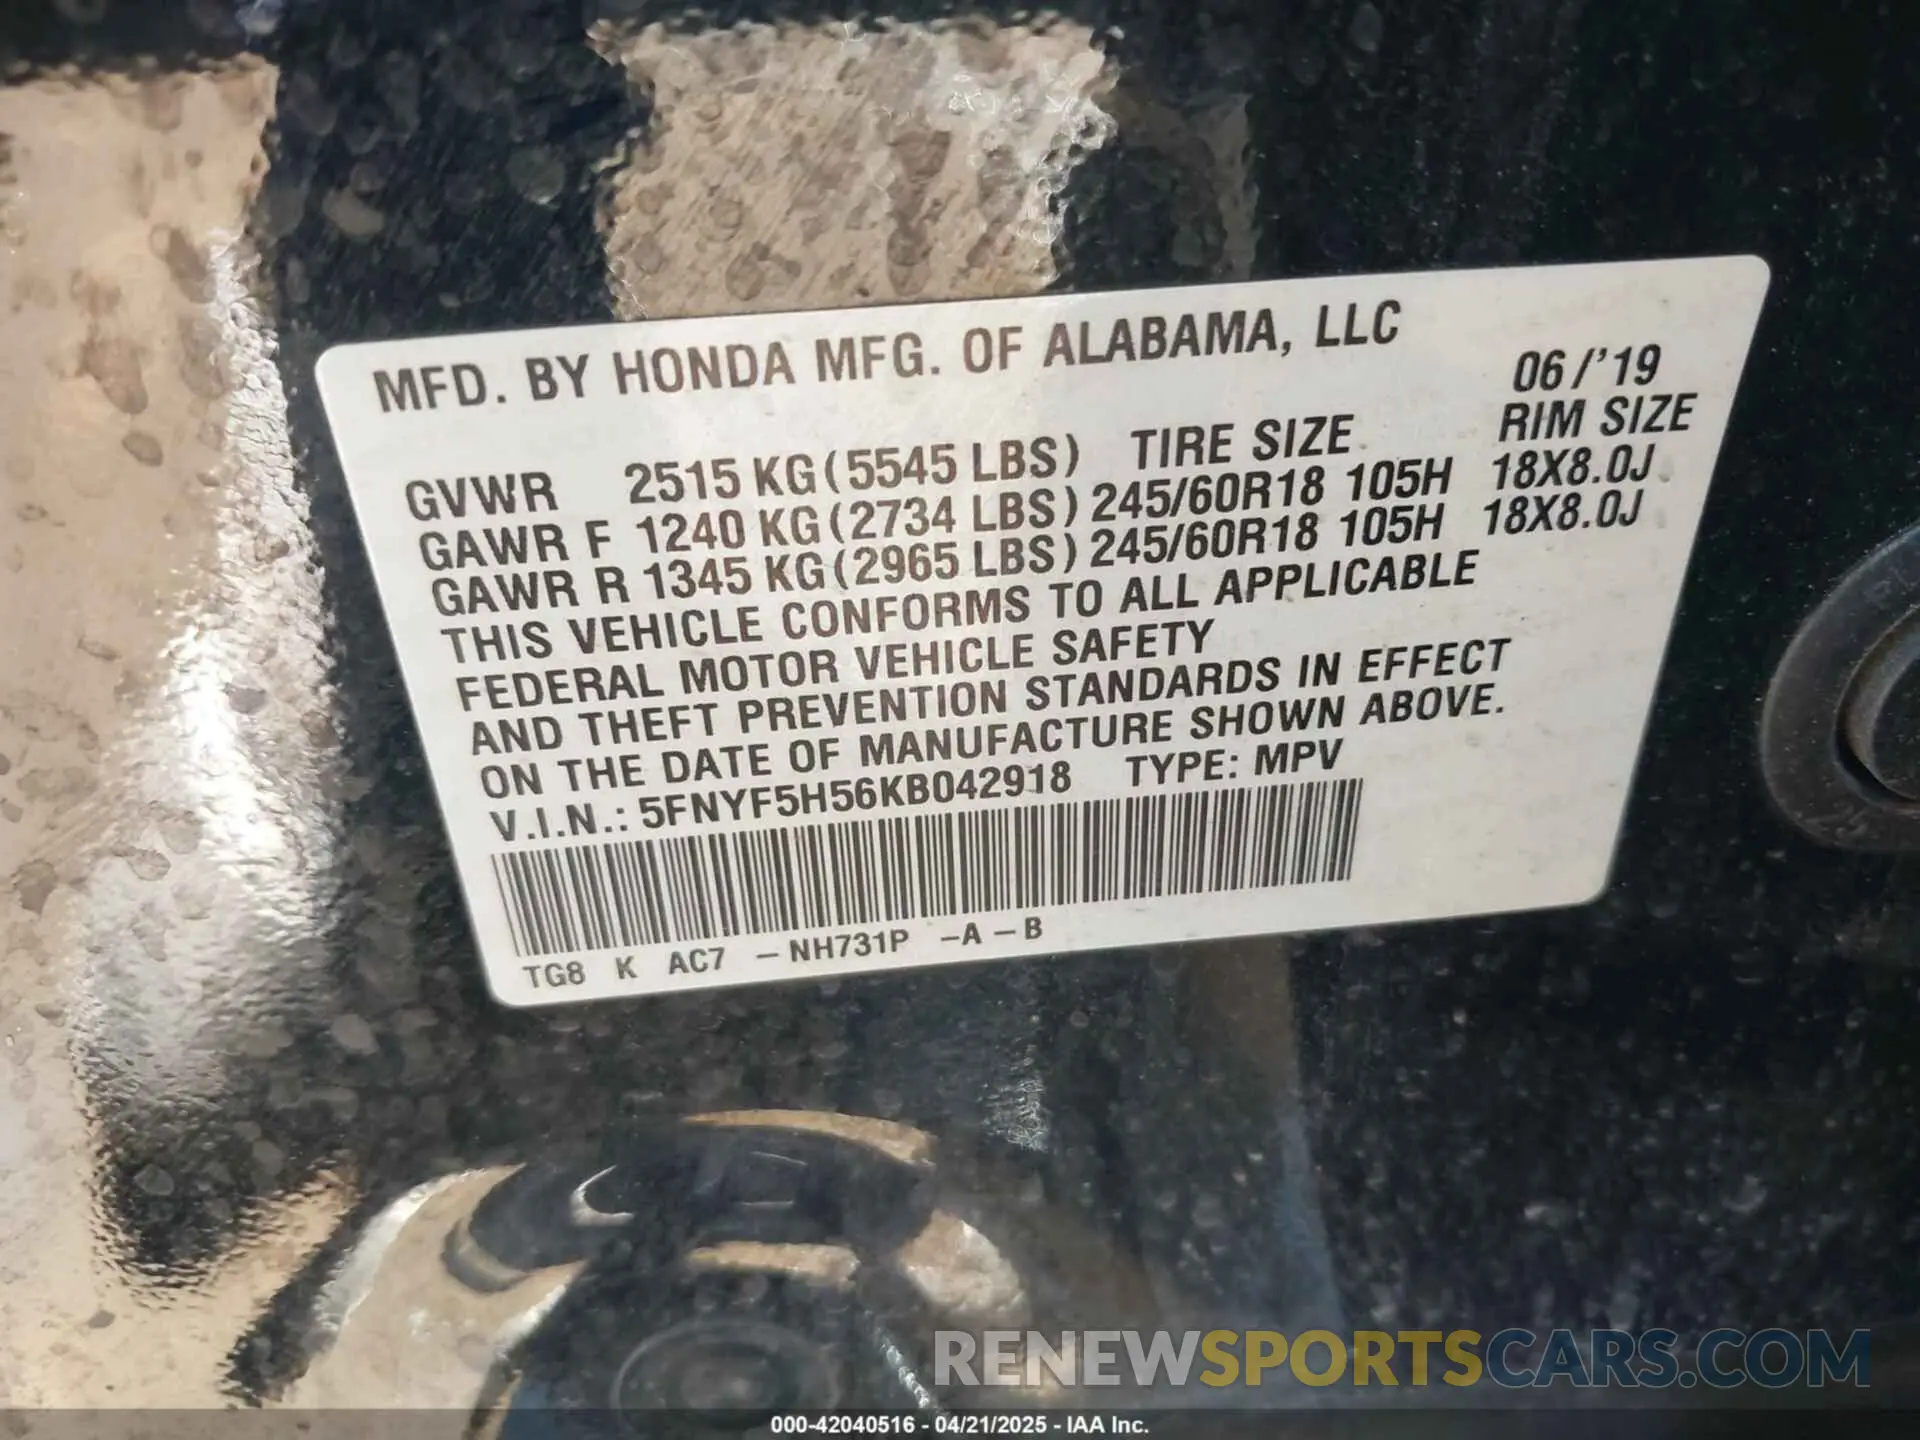 MFD. BY HONDA MFG. OF ALABAMA, LLC
06/'19
GVWR 2515 KG (5545 LBS) TIRE SIZE RIM SIZE
GAWR F 1240 KG (2734 LBS) 245/60R18 105H 18X8.0J
GAWR R 1345 KG (2965 LBS) 245/60R18 105H 18X8.0J
THIS VEHICLE CONFORMS TO ALL APPLICABLE
FEDERAL MOTOR VEHICLE SAFETY
AND THEFT PREVENTION STANDARDS IN EFFECT
ON THE DATE OF MANUFACTURE SHOWN ABOVE.
V.I.N.: 5FNYF5H56KB042918 TYPE: MPV
TG8 K AC7 -NH731P -A-B
RENEWSPORTSCARS.COM
000-42040516 - 04/21/2025 - IAA Inc.